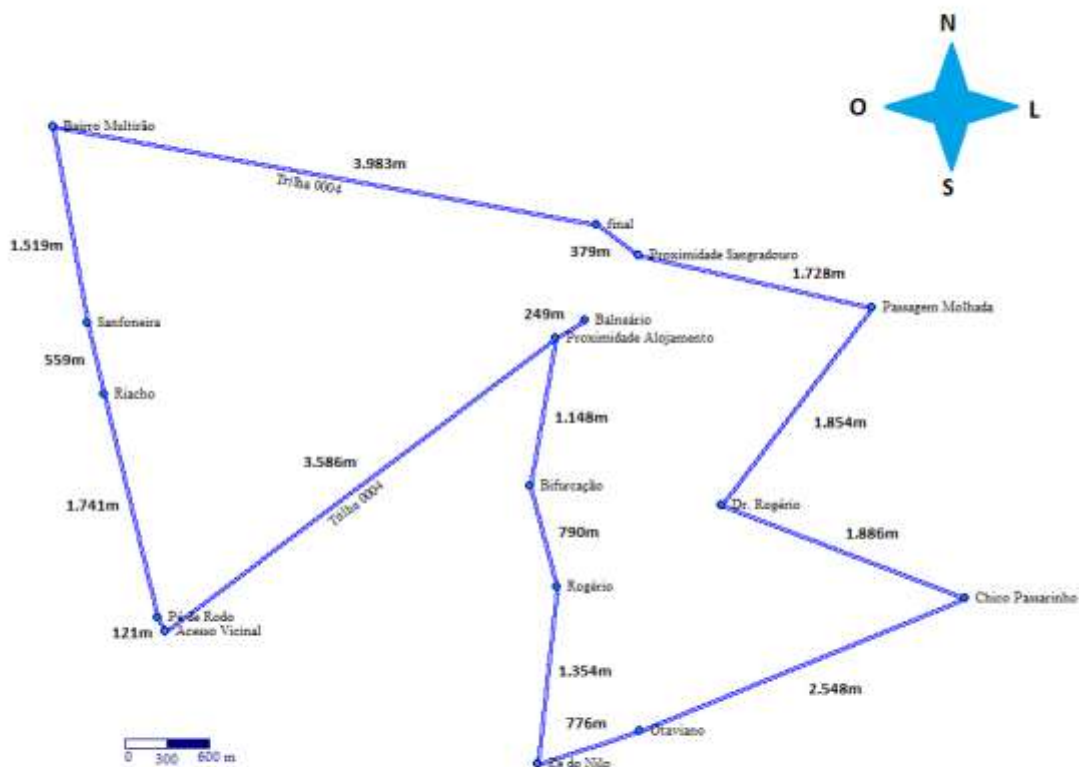 N
O
L
S
Bairro Multirão
3.983m
Trilha 0004
final
379m
Proximidade Sangradouro
1.519m
1.728m
Passagem Molhada
Sanfoneira
249m
Balneário
Proximidade Alojamento
559m
Riacho
1.148m
1.854m
3.586m
Trilha 0004
1.741m
Bifurcação
Dr. Rogério
790m
1.886m
Rogério
Chico Passarinho
Pé de Rodo
121m
Acesso Vicinal
1.354m
2.548m
776m
Otaviano
Zé do Nilo
0 300 600 m